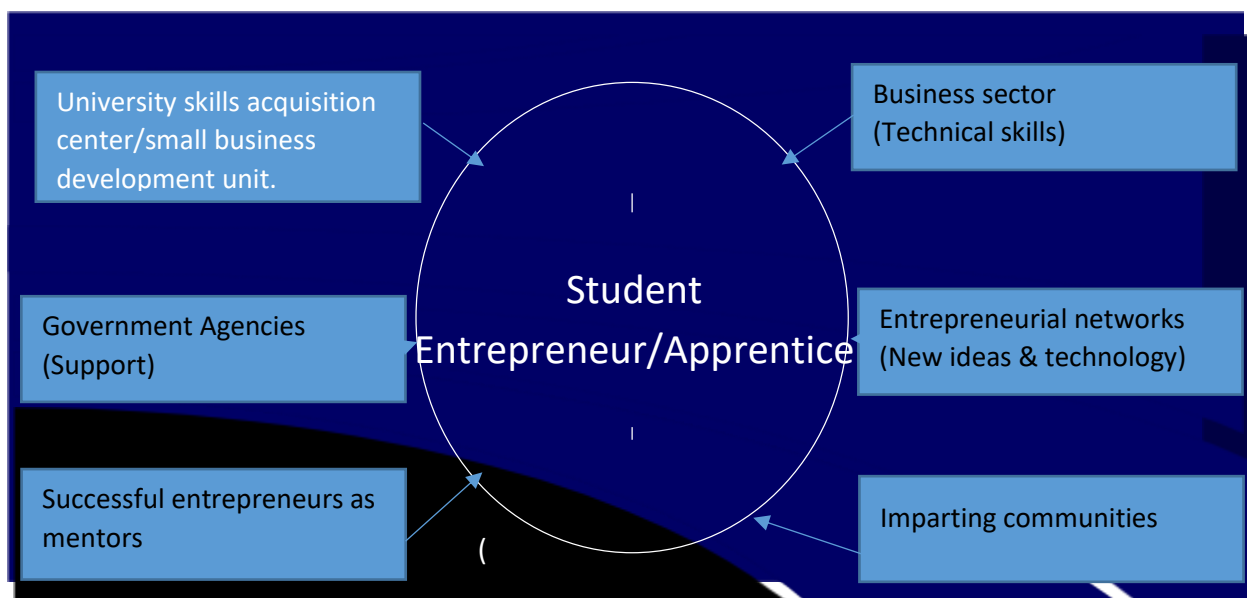 University skills acquisition
center/small business
development unit.
Business sector
(Technical skills)
Student
Entrepreneur/Apprentice
Government Agencies
(Support)
Entrepreneurial networks
(New ideas & technology)
Successful entrepreneurs as
mentors
Imparting communities
(